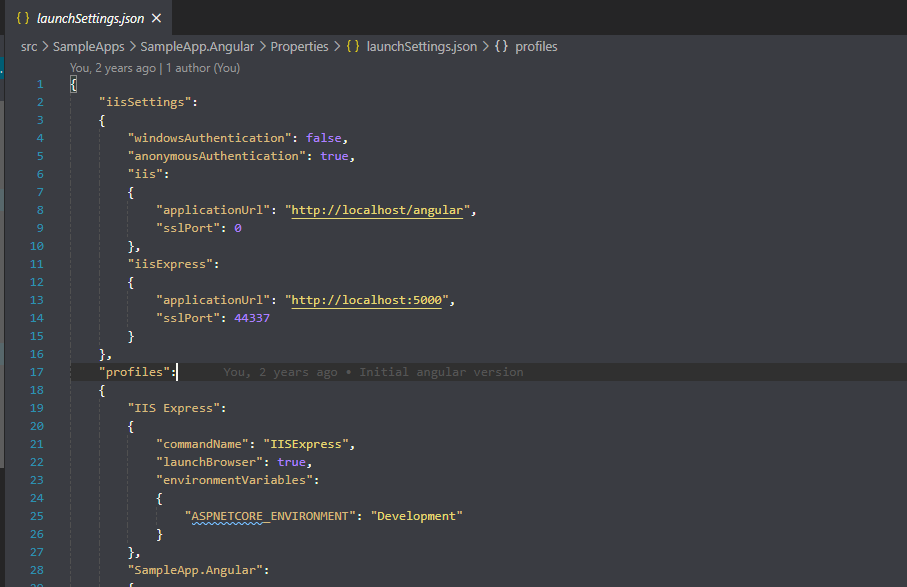 { } launchSettings.json ×
src > SampleApps > SampleApp.Angular > Properties > { } launchSettings.json > { } profiles
You, 2 years ago | 1 author (You)
1 {
2 "iisSettings":
3 {
4 "windowsAuthentication": false,
5 "anonymousAuthentication": true,
6 "iis":
7 {
8 "applicationUrl": "http://localhost/angular",
9 "sslPort": 0
10 },
11 "iisExpress":
12 {
13 "applicationUrl": "http://localhost:5000",
14 "sslPort": 44337
15 }
16 },
17 "profiles": You, 2 years ago • Initial angular version
18 {
19 "IIS Express":
20 {
21 "commandName": "IISExpress",
22 "launchBrowser": true,
23 "environmentVariables":
24 {
25 "ASPNETCORE_ENVIRONMENT": "Development"
26 }
27 },
28 "SampleApp.Angular":
29 {